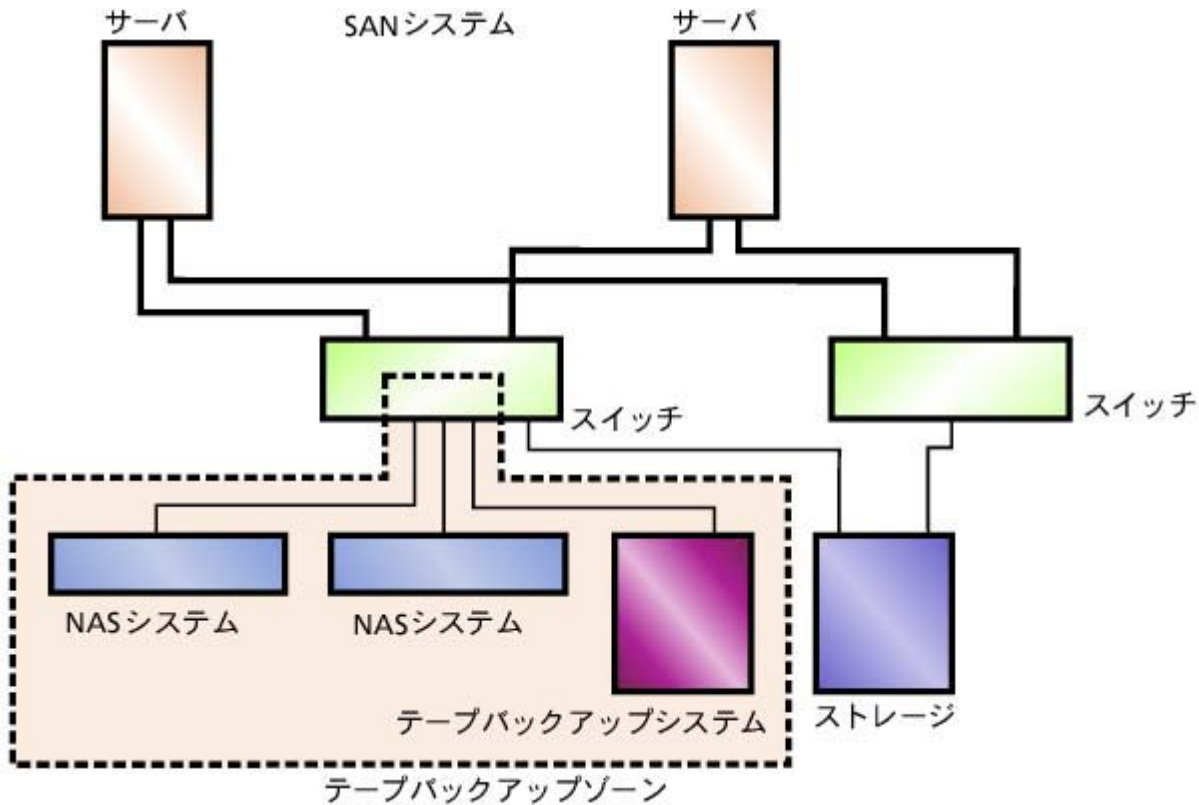 サーバ
SANシステム
サーバ
スイッチ
スイッチ
NASシステム
NASシステム
テープバックアップシステム
ストレージ
テープバックアップゾーン